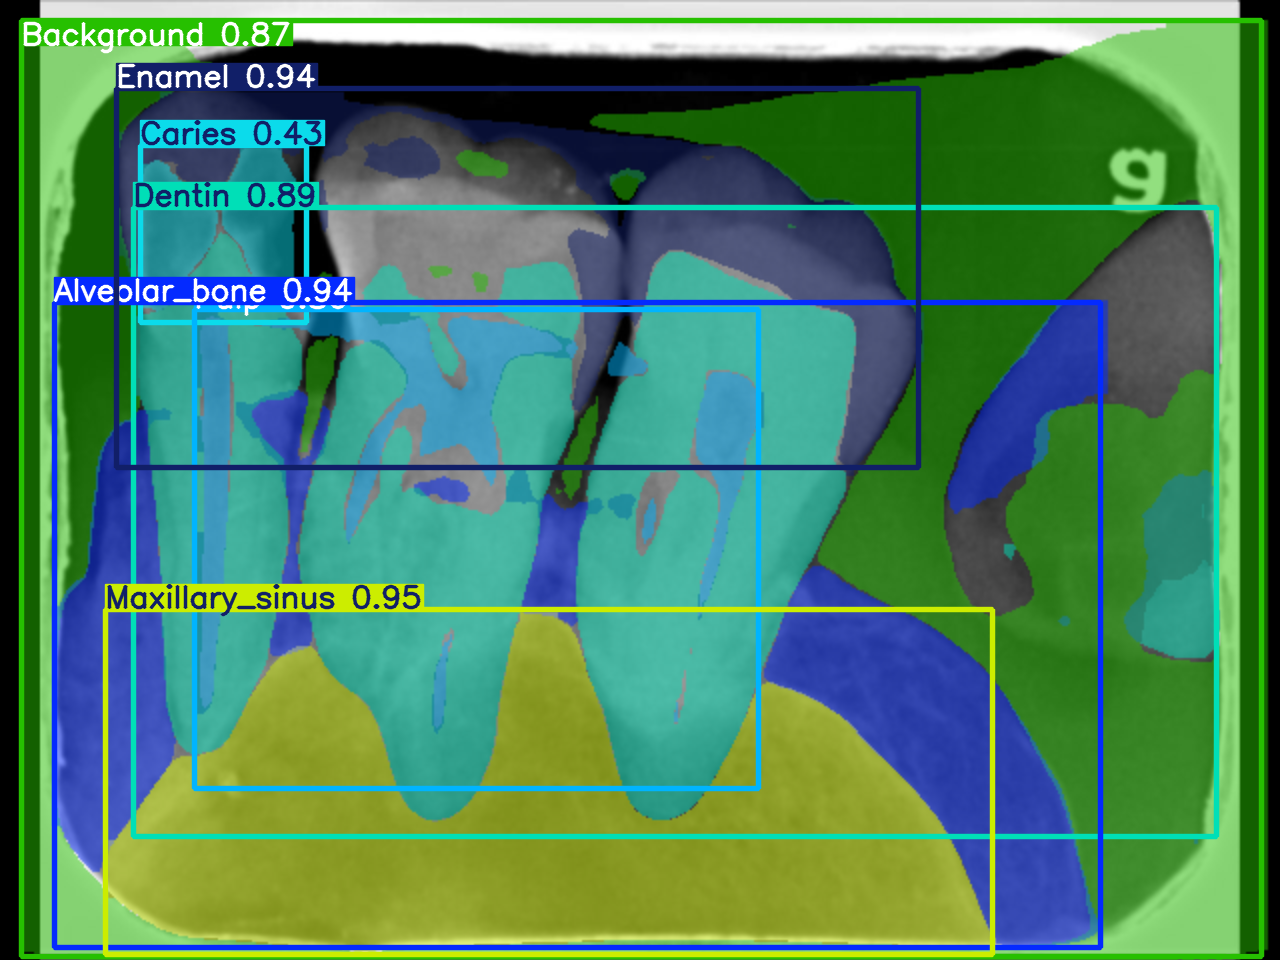 Background 0.87
Enamel 0.94
Caries 0.43
g
Dentin 0.89
Alveolar_bone 0.94
Maxillary_sinus 0.95